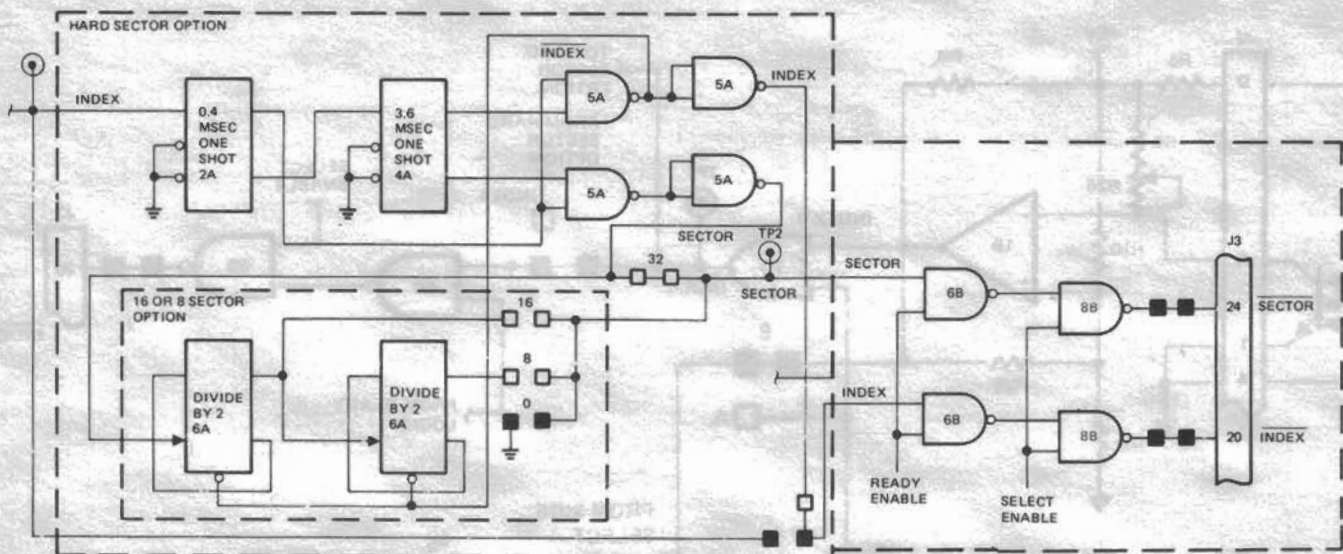 HARD SECTOR OPTION
INDEX
0.4
MSEC
ONE
SHOT
2A
3.6
MSEC
ONE
SHOT
4A
INDEX
5A
5A
INDEX
5A
5A
SECTOR
TP2
32
SECTOR
SECTOR
16 OR 8 SECTOR
OPTION
16
8
0
DIVIDE
BY 2
6A
DIVIDE
BY 2
6A
INDEX
6B
8B
6B
8B
READY
ENABLE
SELECT
ENABLE
J3
24
SECTOR
20
INDEX